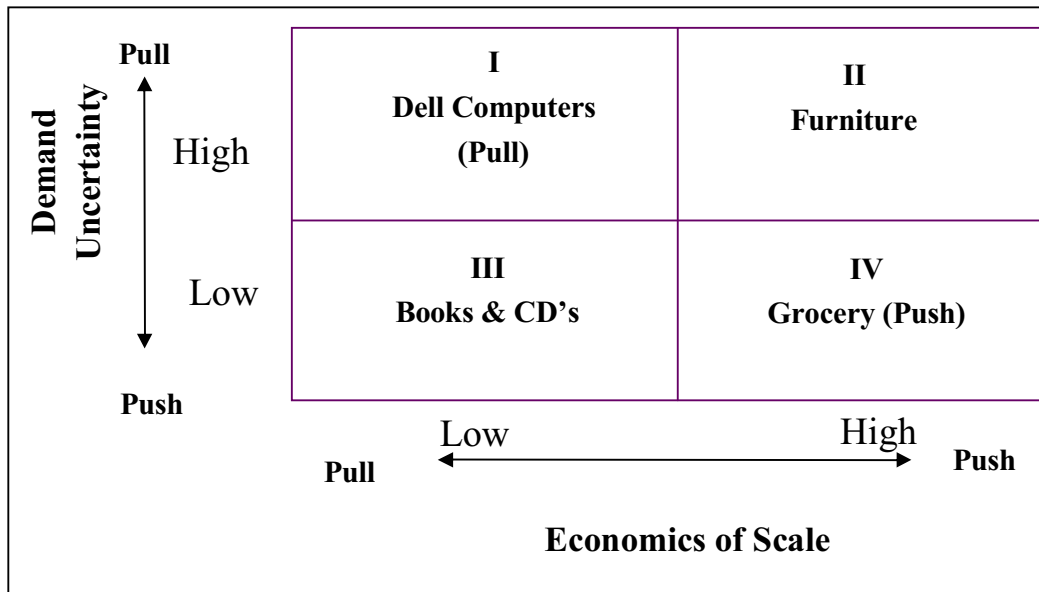 Pull
Demand
Uncertainty
High
Low
Push
I
Dell Computers
(Pull)
II
Furniture
III
Books & CD’s
IV
Grocery (Push)
Low
High
Pull
Push
Economics of Scale